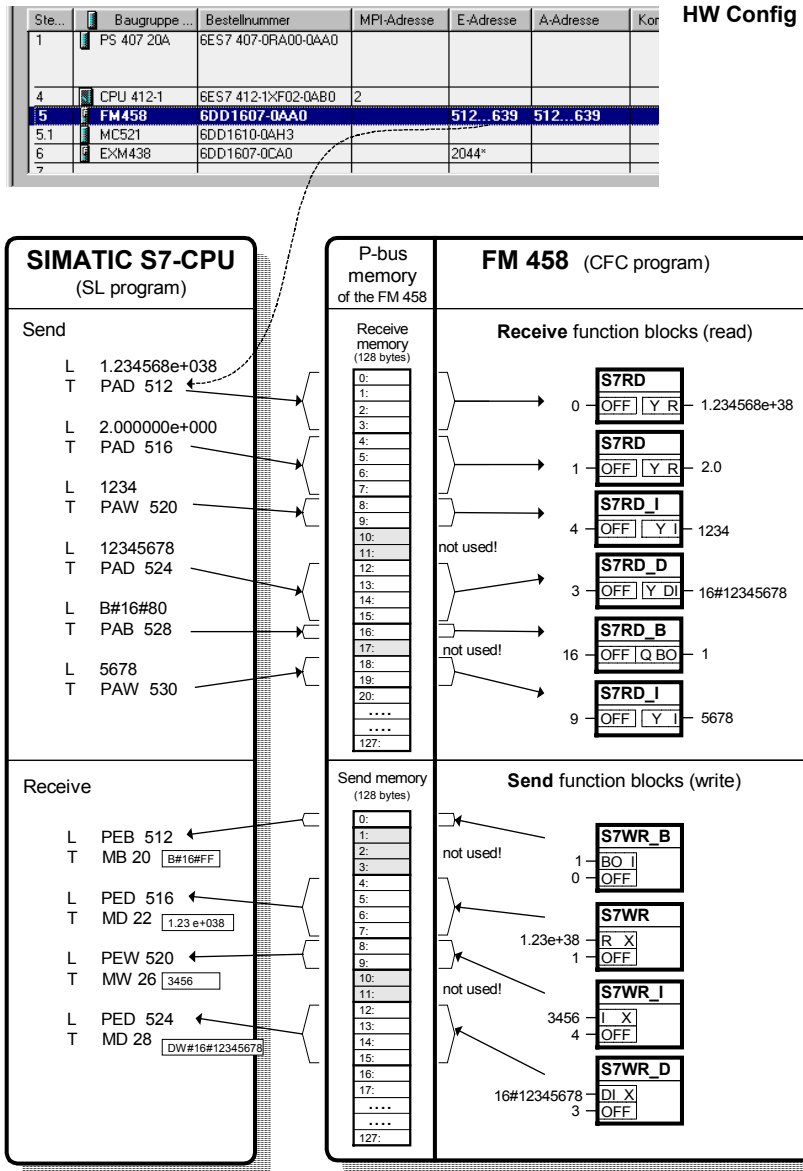 HW Config
Ste... Baugruppe ... Bestellnummer MPI-Adresse E-Adresse A-Adresse Kor
1 PS 407 20A 6ES7 407-0RA00-0AA0
4 CPU 412-1 6ES7 412-1XF02-0AB0 2
5 FM458 6DD1607-0AA0 512...639 512...639
5.1 MC521 6DD1610-0AH3
6 EXM438 6DD1607-0CA0 2044*
7
SIMATIC S7-CPU
(SL program)
Send
L 1.234568e+038
T PAD 512
L 2.000000e+000
T PAD 516
L 1234
T PAW 520
L 12345678
T PAD 524
L B#16#80
T PAB 528
L 5678
T PAW 530
Receive
L PEB 512
T MB 20 B#16#FF
L PED 516
T MD 22 1.23 e+038
L PEW 520
T MW 26 3456
L PED 524
T MD 28 DW#16#12345678
P-bus
memory
of the FM 458
Receive
memory
(128 bytes)
0:
1:
2:
3:
4:
5:
6:
7:
8:
9:
10:
11:
12:
13:
14:
15:
16:
17:
18:
19:
20:
....
....
127:
Send memory
(128 bytes)
0:
1:
2:
3:
4:
5:
6:
7:
8:
9:
10:
11:
12:
13:
14:
15:
16:
17:
....
....
127:
FM 458 (CFC program)
Receive function blocks (read)
not used!
not used!
S7RD
0 OFF Y R 1.234568e+38
S7RD
1 OFF Y R 2.0
S7RD_I
4 OFF Y I 1234
S7RD_D
3 OFF Y DI 16#12345678
S7RD_B
16 OFF Q BO 1
S7RD_I
9 OFF Y I 5678
Send function blocks (write)
not used!
not used!
S7WR_B
1 BO I
0 OFF
S7WR
1.23e+38 R X
1 OFF
S7WR_I
3456 I X
4 OFF
S7WR_D
16#12345678 DI X
3 OFF